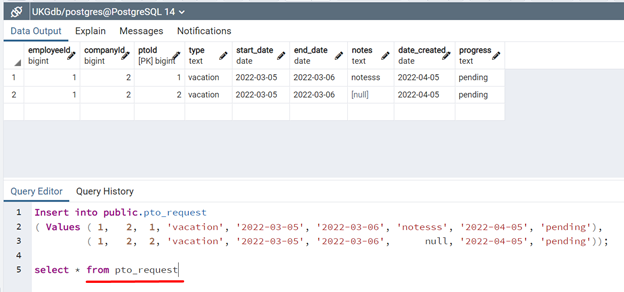 UKGdb/postgres@PostgreSQL 14
Data Output Explain Messages Notifications
employeeId companyId ptoId type start_date end_date notes date_created progress
bigint bigint [PK] bigint text date date text date text
1 1 2 1 vacation 2022-03-05 2022-03-06 notesss 2022-04-05 pending
2 1 2 2 vacation 2022-03-05 2022-03-06 [null] 2022-04-05 pending
Query Editor Query History
1 Insert into public.pto_request
2 ( Values ( 1, 2, 1, 'vacation', '2022-03-05', '2022-03-06', 'notesss', '2022-04-05', 'pending'),
3 ( 1, 2, 2, 'vacation', '2022-03-05', '2022-03-06', null, '2022-04-05', 'pending'));
4
5 select * from pto_request